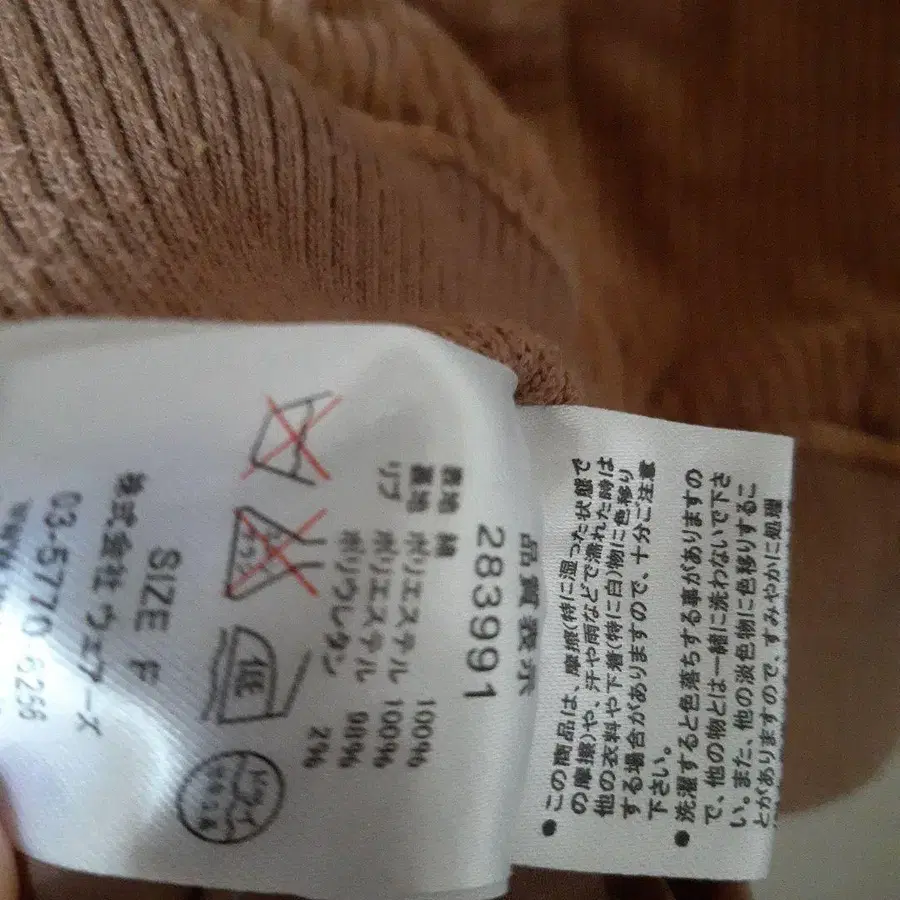 品質表示
283991
表地 綿 100%
裏地 ポリエステル 100%
リブ ポリエステル 98%
ポリウレタン 2%
低
ドライ
石油系
SIZE F
株式会社 ウエアーズ
03-5770-6256
WWW
●この商品は、摩擦(特に湿った状態で
の摩擦)や、汗や雨などで濡れた時は
他の衣料や下着(特に白)物に色移り
する場合がありますので、十分ご注意
下さい。
●洗濯すると色落ちする事がありますの
で、他の物とは一緒に洗わないで下さ
い。また、他の淡色物に色移りするこ
とがありますので、すみやかに処理